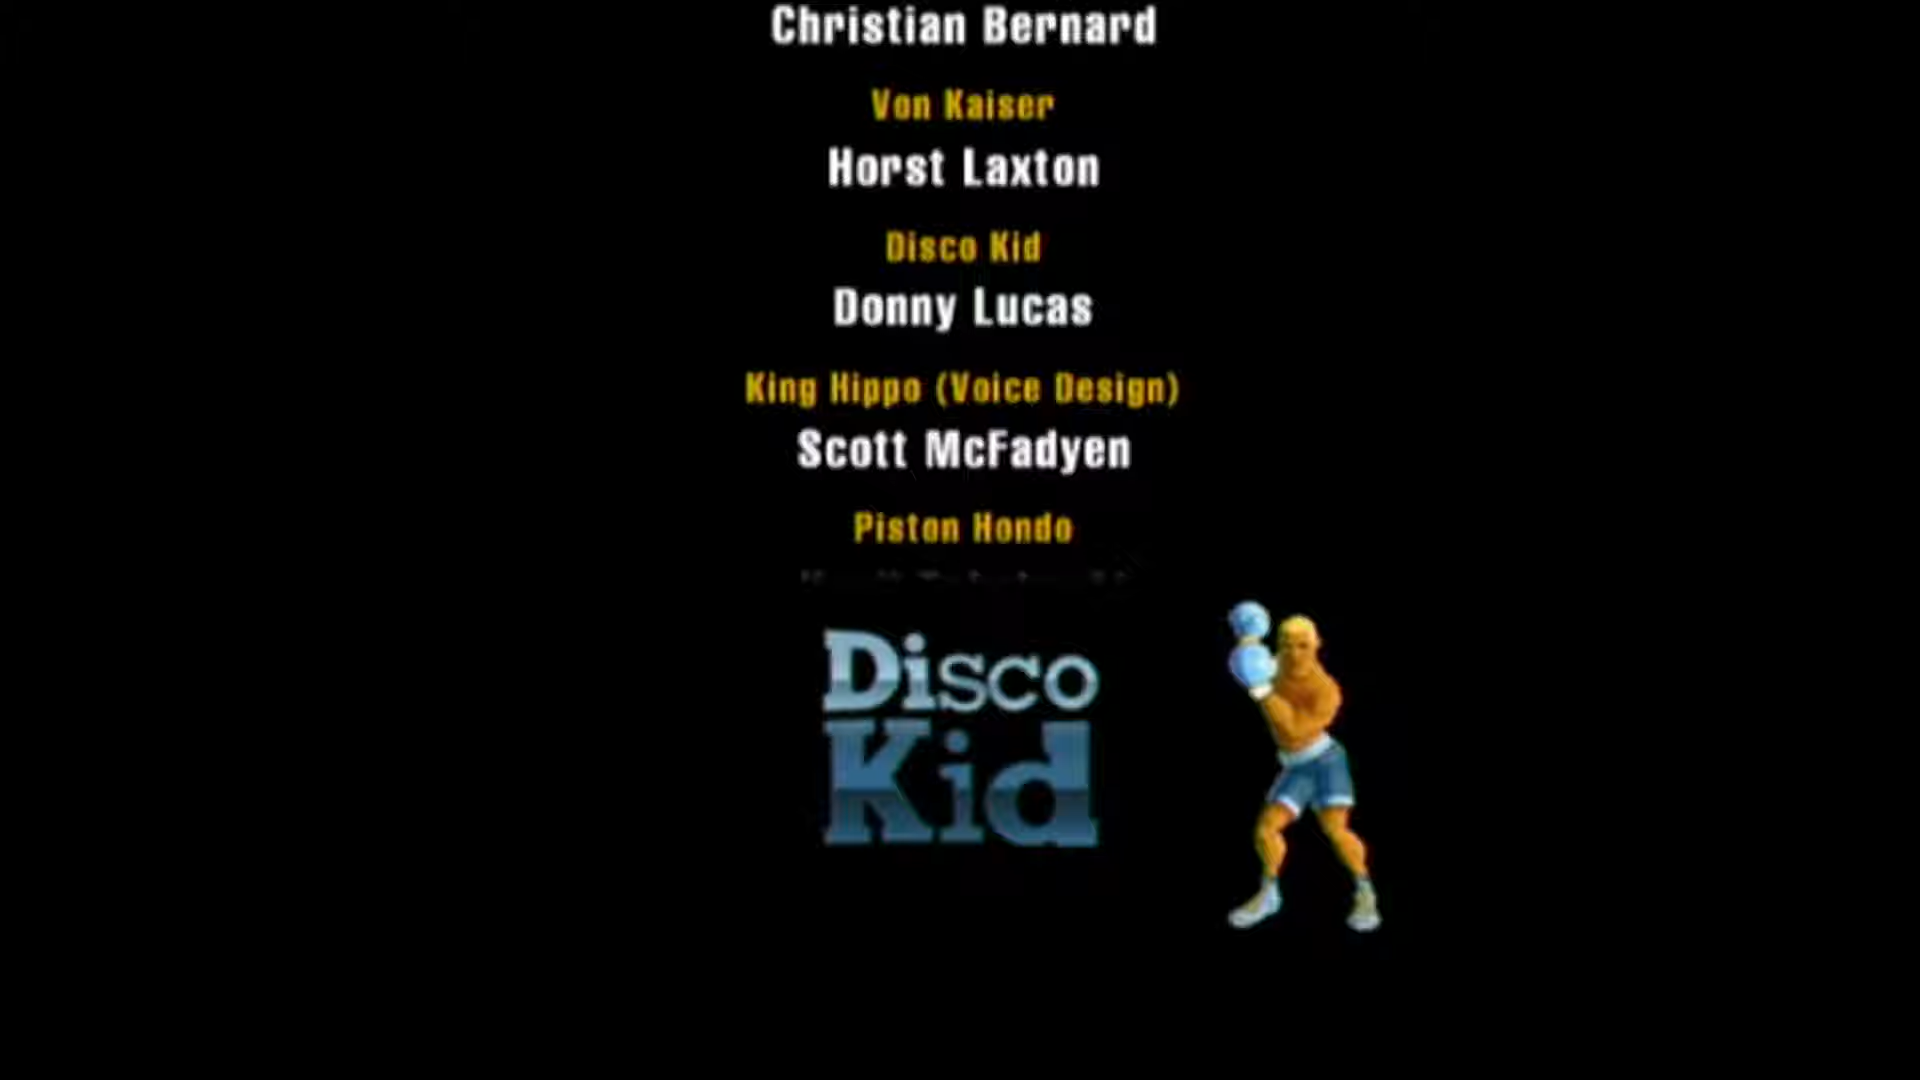 Christian Bernard
Von Kaiser
Horst Laxton
Disco Kid
Donny Lucas
King Hippo (Voice Design)
Scott McFadyen
Piston Hondo
Disco
Kid